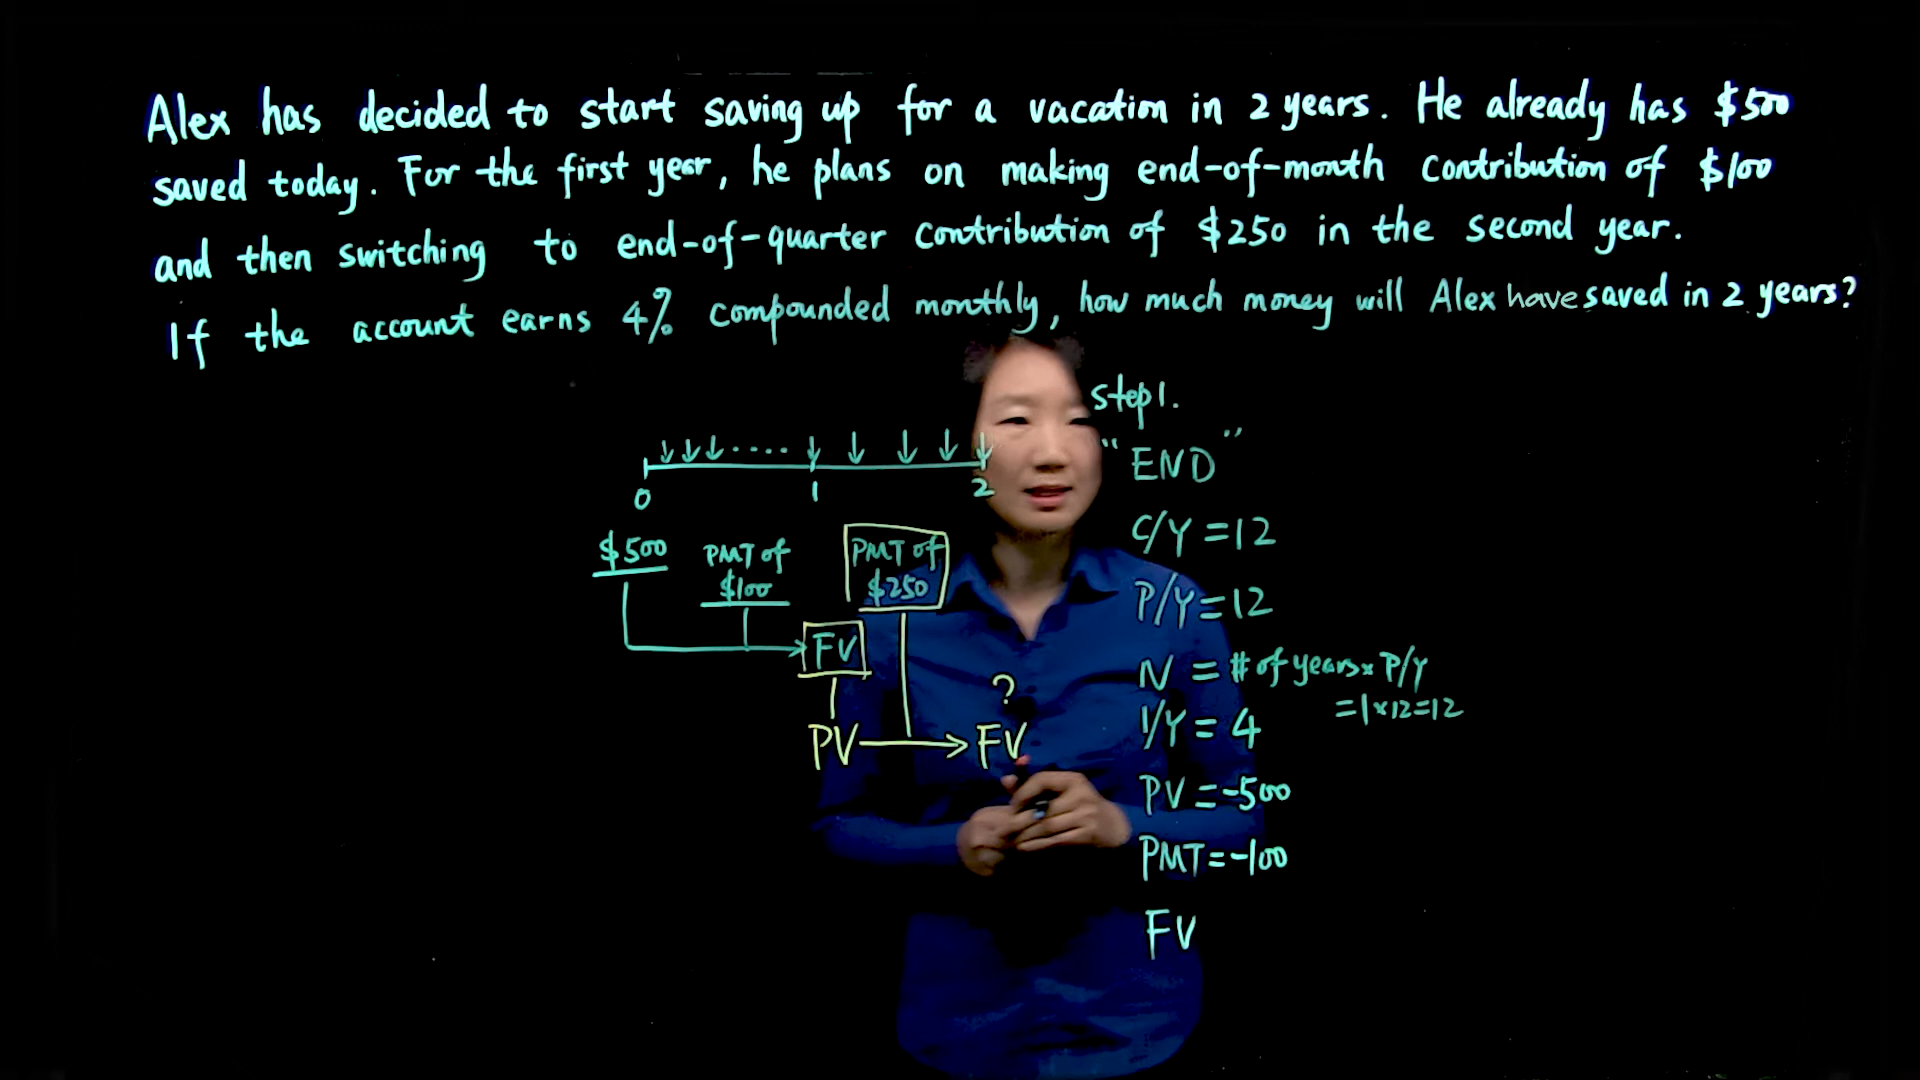 Alex has decided to start saving up for a vacation in 2 years. He already has $500
saved today. For the first year, he plans on making end-of-month contribution of $100
and then switching to end-of-quarter contribution of $250 in the second year.
If the account earns 4% compounded monthly, how much money will Alex have saved in 2 years?
0 1 2
$500
PMT of
$100
PMT of
$250
FV
PV
?
FV
Step1.
"END"
C/Y = 12
P/Y = 12
N = # of years × P/Y
= 1 × 12 = 12
I/Y = 4
PV = -500
PMT = -100
FV